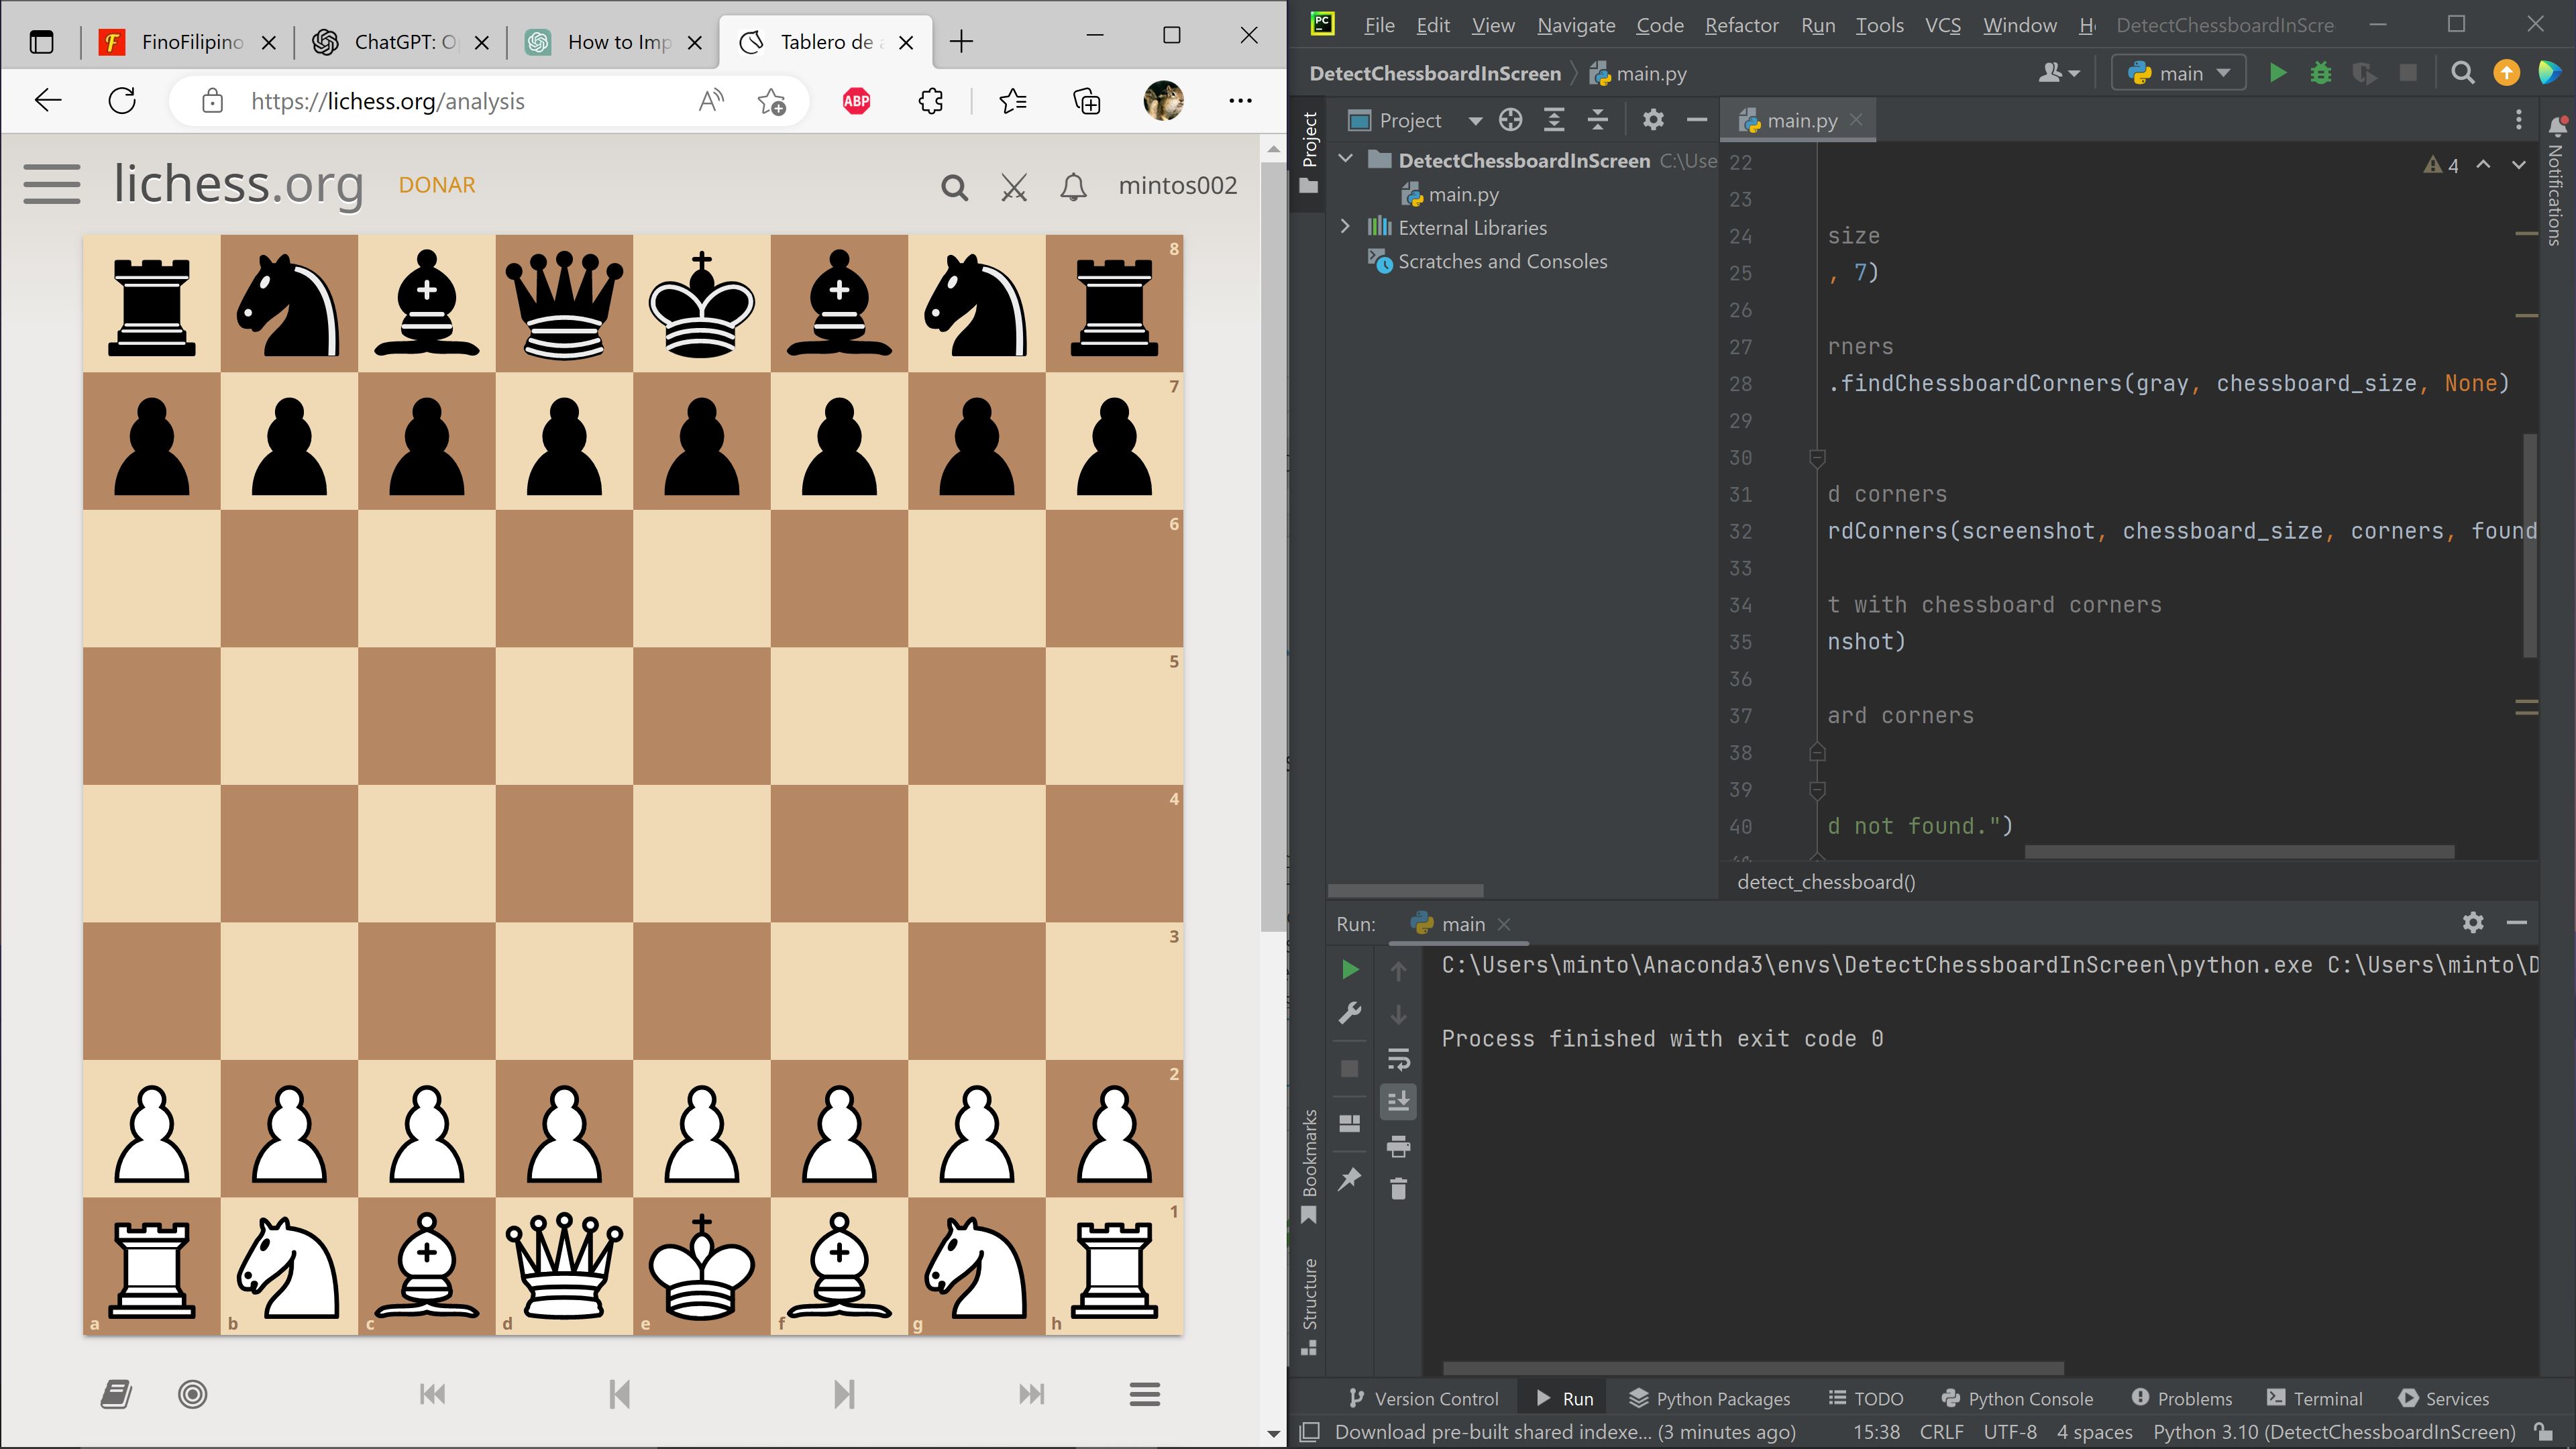 FinoFilipino
ChatGPT: O
How to Imp
Tablero de a
https://lichess.org/analysis
ABP
lichess.org
DONAR
mintos002
8
7
6
5
4
3
2
1
a b c d e f g h
PC
File Edit View Navigate Code Refactor Run Tools VCS Window H DetectChessboardInScre
DetectChessboardInScreen main.py
main
Project
Project
main.py
DetectChessboardInScreen C:\Use
main.py
External Libraries
Scratches and Consoles
4
Notifications
22
23
24 size
25 , 7)
26
27 rners
28 .findChessboardCorners(gray, chessboard_size, None)
29
30
31 d corners
32 rdCorners(screenshot, chessboard_size, corners, found
33
34 t with chessboard corners
35 nshot)
36
37 ard corners
38
39
40 d not found.")
detect_chessboard()
Run: main
C:\Users\minto\Anaconda3\envs\DetectChessboardInScreen\python.exe C:\Users\minto\D
Process finished with exit code 0
Bookmarks
Structure
Version Control Run Python Packages TODO Python Console Problems Terminal Services
Download pre-built shared indexe... (3 minutes ago) 15:38 CRLF UTF-8 4 spaces Python 3.10 (DetectChessboardInScreen)